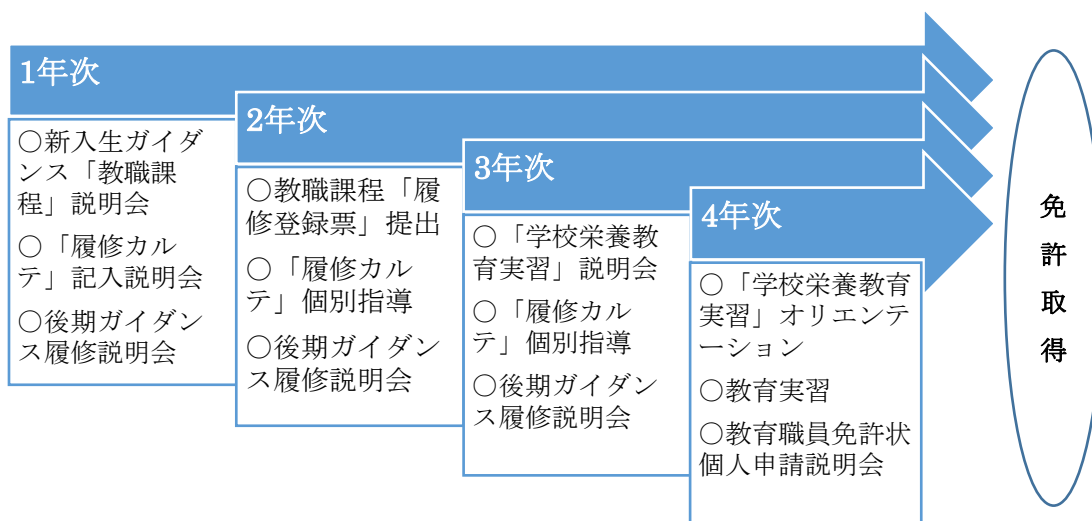 1年次
○新入生ガイダ
ンス「教職課
程」説明会
○「履修カル
テ」記入説明会
○後期ガイダン
ス履修説明会
2年次
○教職課程「履
修登録票」提出
○「履修カル
テ」個別指導
○後期ガイダン
ス履修説明会
3年次
○「学校栄養教
育実習」説明会
○「履修カル
テ」個別指導
○後期ガイダン
ス履修説明会
4年次
○「学校栄養教育
実習」オリエンテ
ーション
○教育実習
○教育職員免許状
個人申請説明会
免許取得